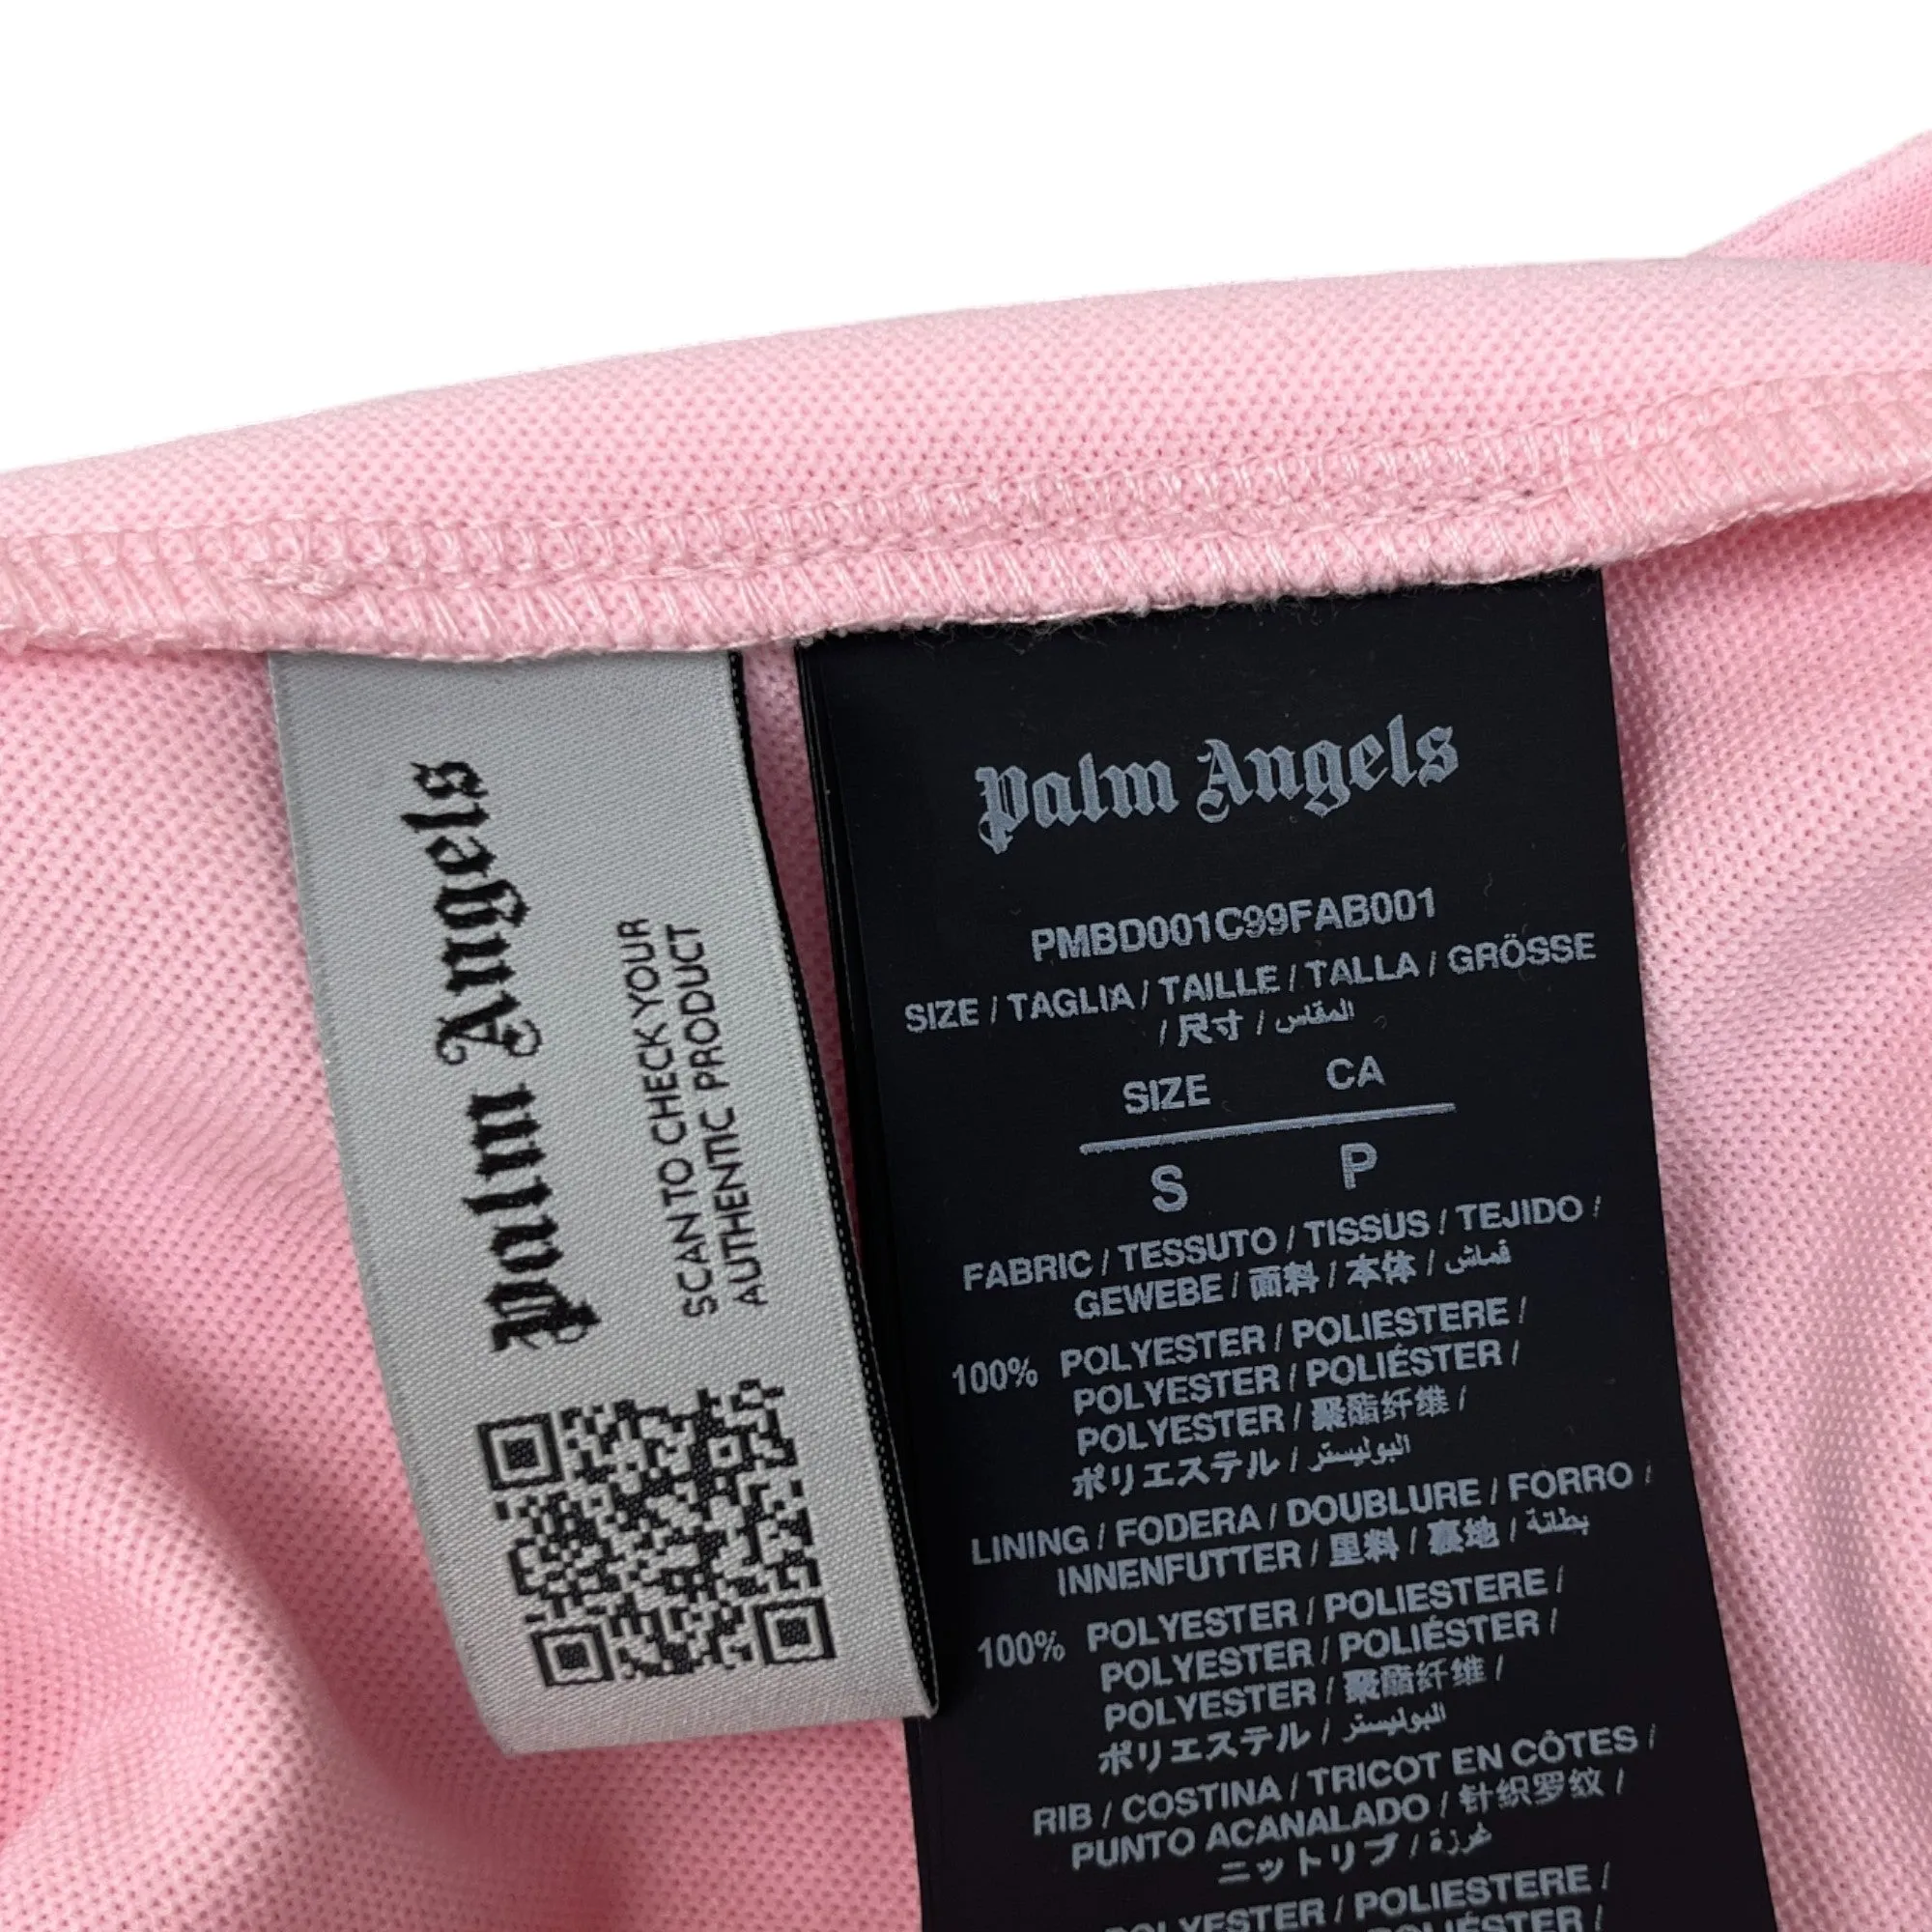 Palm Angels
SCAN TO CHECK YOUR
AUTHENTIC PRODUCT
Palm Angels
PMBD001C99FAB001
SIZE / TAGLIA / TAILLE / TALLA / GRÖSSE
/ 尺寸 / المقاس
SIZE CA
S P
FABRIC / TESSUTO / TISSUS / TEJIDO /
GEWEBE / 面料 / 本体 / قماش
100% POLYESTER / POLIESTERE /
POLYESTER / POLIÉSTER /
POLYESTER / 聚酯纤维 /
ポリエステル / البوليستر
LINING / FODERA / DOUBLURE / FORRO /
INNENFUTTER / 里料 / 裏地 / بطانة
100% POLYESTER / POLIESTERE /
POLYESTER / POLIÉSTER /
POLYESTER / 聚酯纤维 /
ポリエステル / البوليستر
RIB / COSTINA / TRICOT EN CÔTES /
PUNTO ACANALADO / 针织罗纹 /
ニットリブ / غرزة
POLYESTER / POLIESTERE /
POLIÉSTER